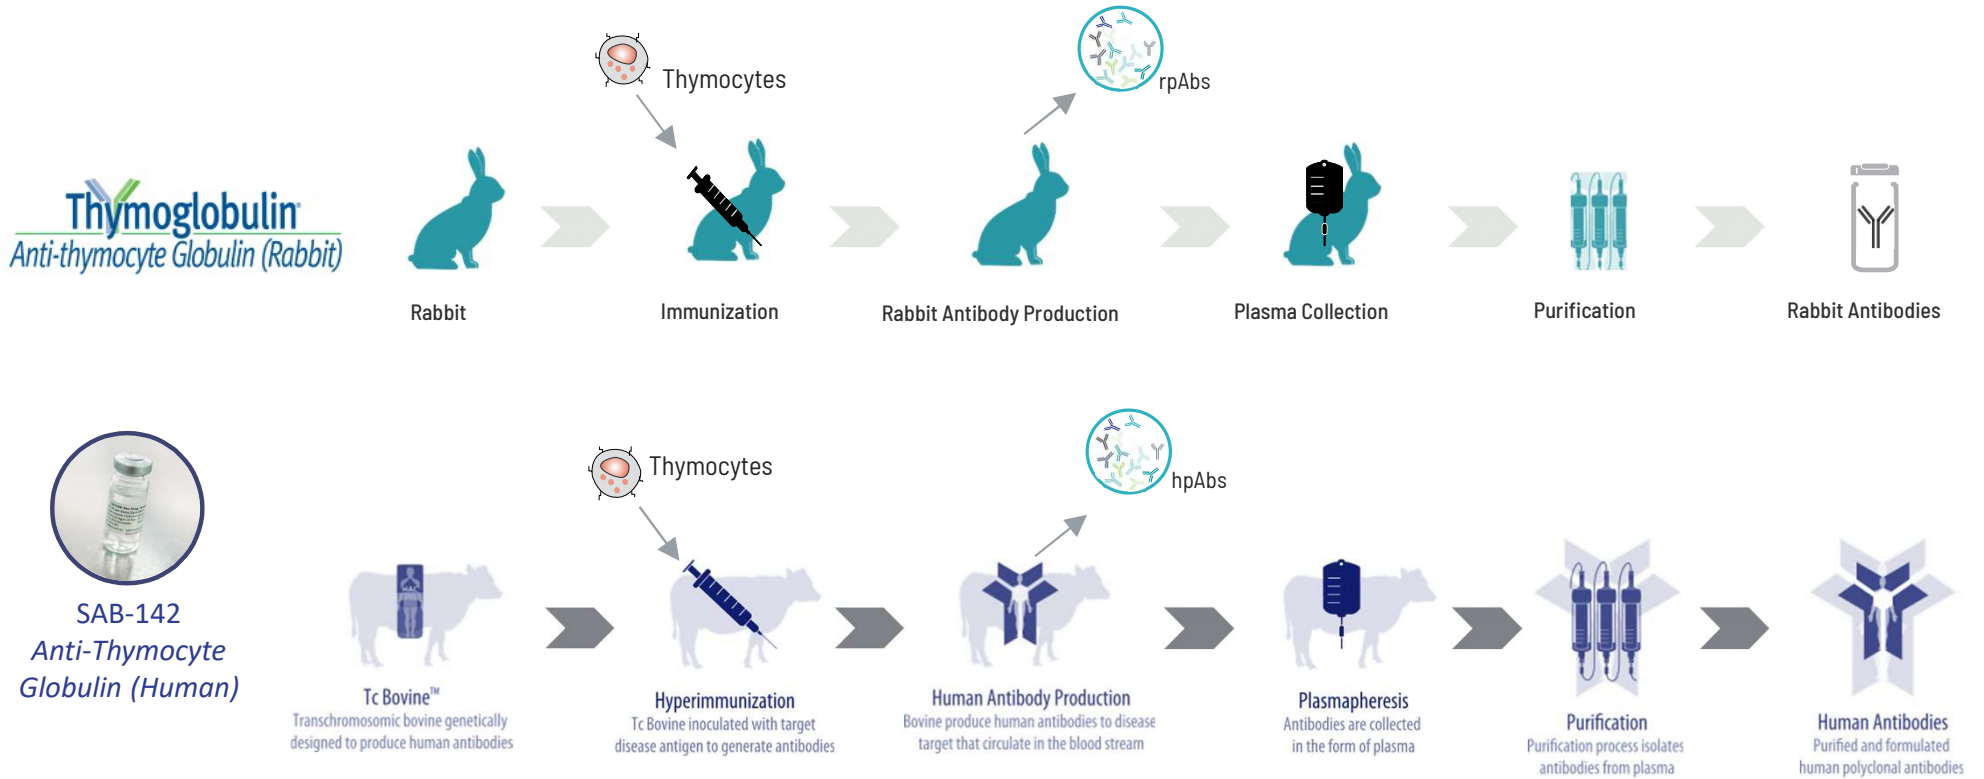 Thymocytes
rpAbs
Thymoglobulin®
Anti-thymocyte Globulin (Rabbit)
Rabbit
Immunization
Rabbit Antibody Production
Plasma Collection
Purification
Rabbit Antibodies
Thymocytes
hpAbs
SAB-142
Anti-Thymocyte
Globulin (Human)
HAC
Tc Bovine™
Transchromosomic bovine genetically
designed to produce human antibodies
Hyperimmunization
Tc Bovine inoculated with target
disease antigen to generate antibodies
Human Antibody Production
Bovine produce human antibodies to disease
target that circulate in the blood stream
Plasmapheresis
Antibodies are collected
in the form of plasma
Purification
Purification process isolates
antibodies from plasma
Human Antibodies
Purified and formulated
human polyclonal antibodies